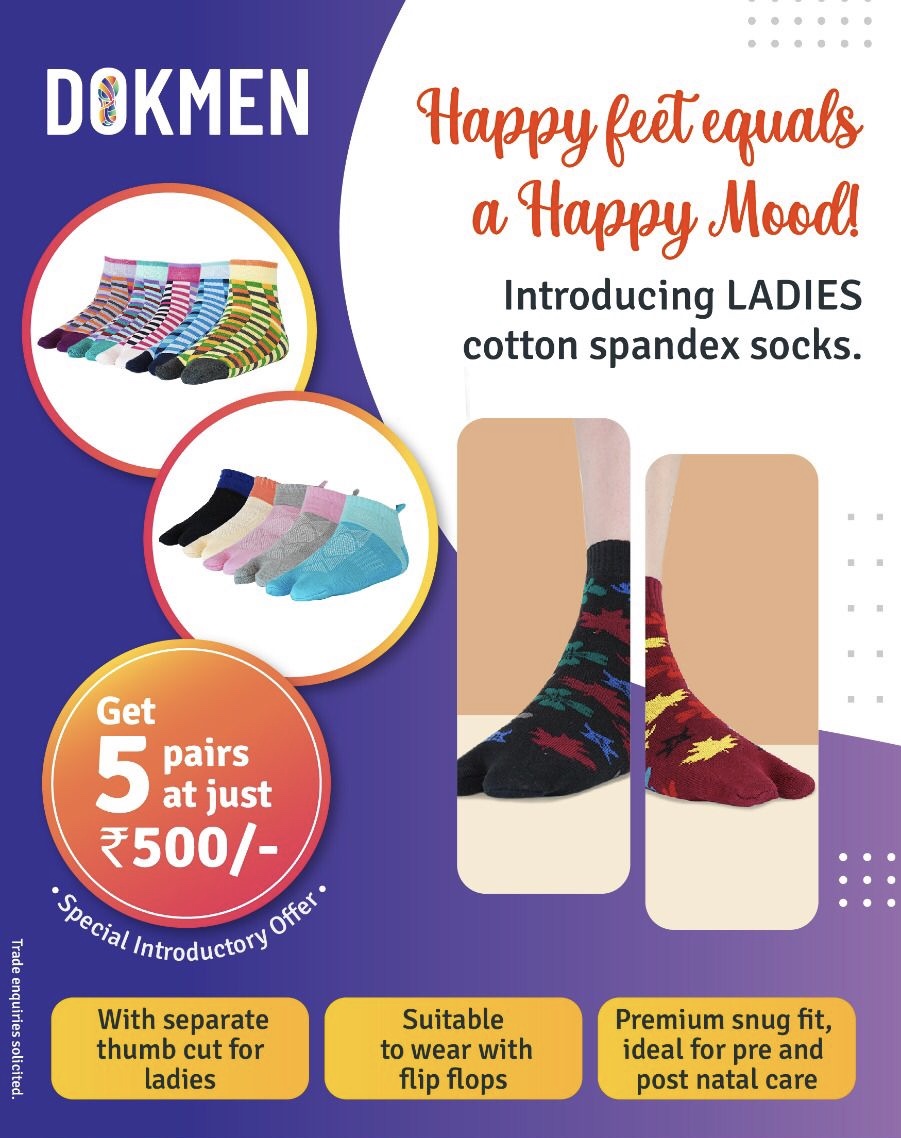 DOKMEN
Happy feet equals
a Happy Mood!
Introducing LADIES
cotton spandex socks.
Get
5 pairs
at just
₹500/-
• Special Introductory Offer •
Trade enquiries solicited.
With separate
thumb cut for
ladies
Suitable
to wear with
flip flops
Premium snug fit,
ideal for pre and
post natal care